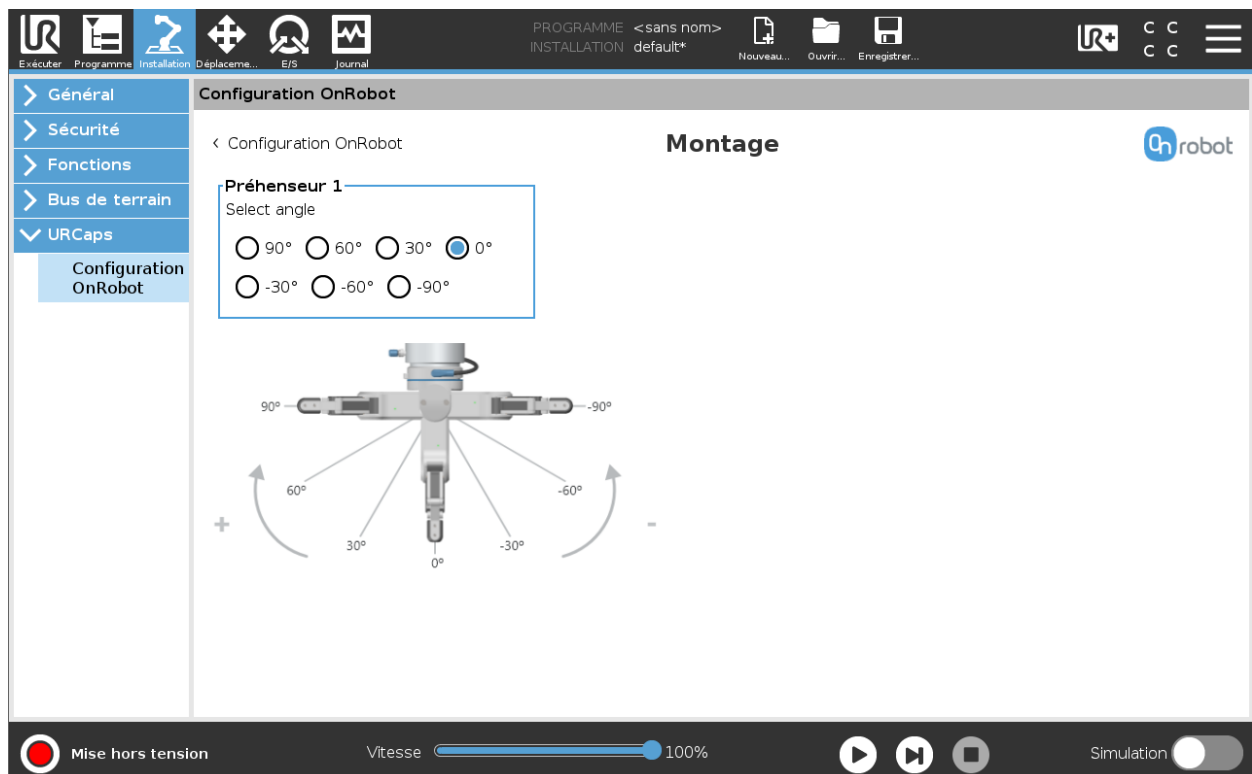 PROGRAMME <sans nom>
INSTALLATION default*
UR+
C C
C C
Exécuter Programme Installation Déplaceme... E/S Journal
Nouveau... Ouvrir... Enregistrer...
Général
Configuration OnRobot
Sécurité
Fonctions
Bus de terrain
URCaps
Configuration
OnRobot
< Configuration OnRobot
Montage
On robot
Préhenseur 1
Select angle
90° 60° 30° 0°
-30° -60° -90°
90° -90°
60° -60°
+ -
30° -30°
0°
Mise hors tension
Vitesse 100%
Simulation